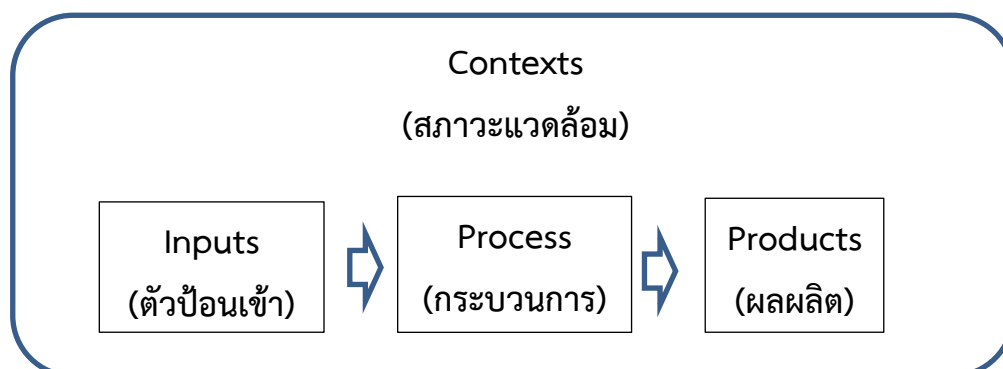 Contexts
(สภาวะแวดล้อม)
Inputs
(ตัวป้อนเข้า)
Process
(กระบวนการ)
Products
(ผลผลิต)